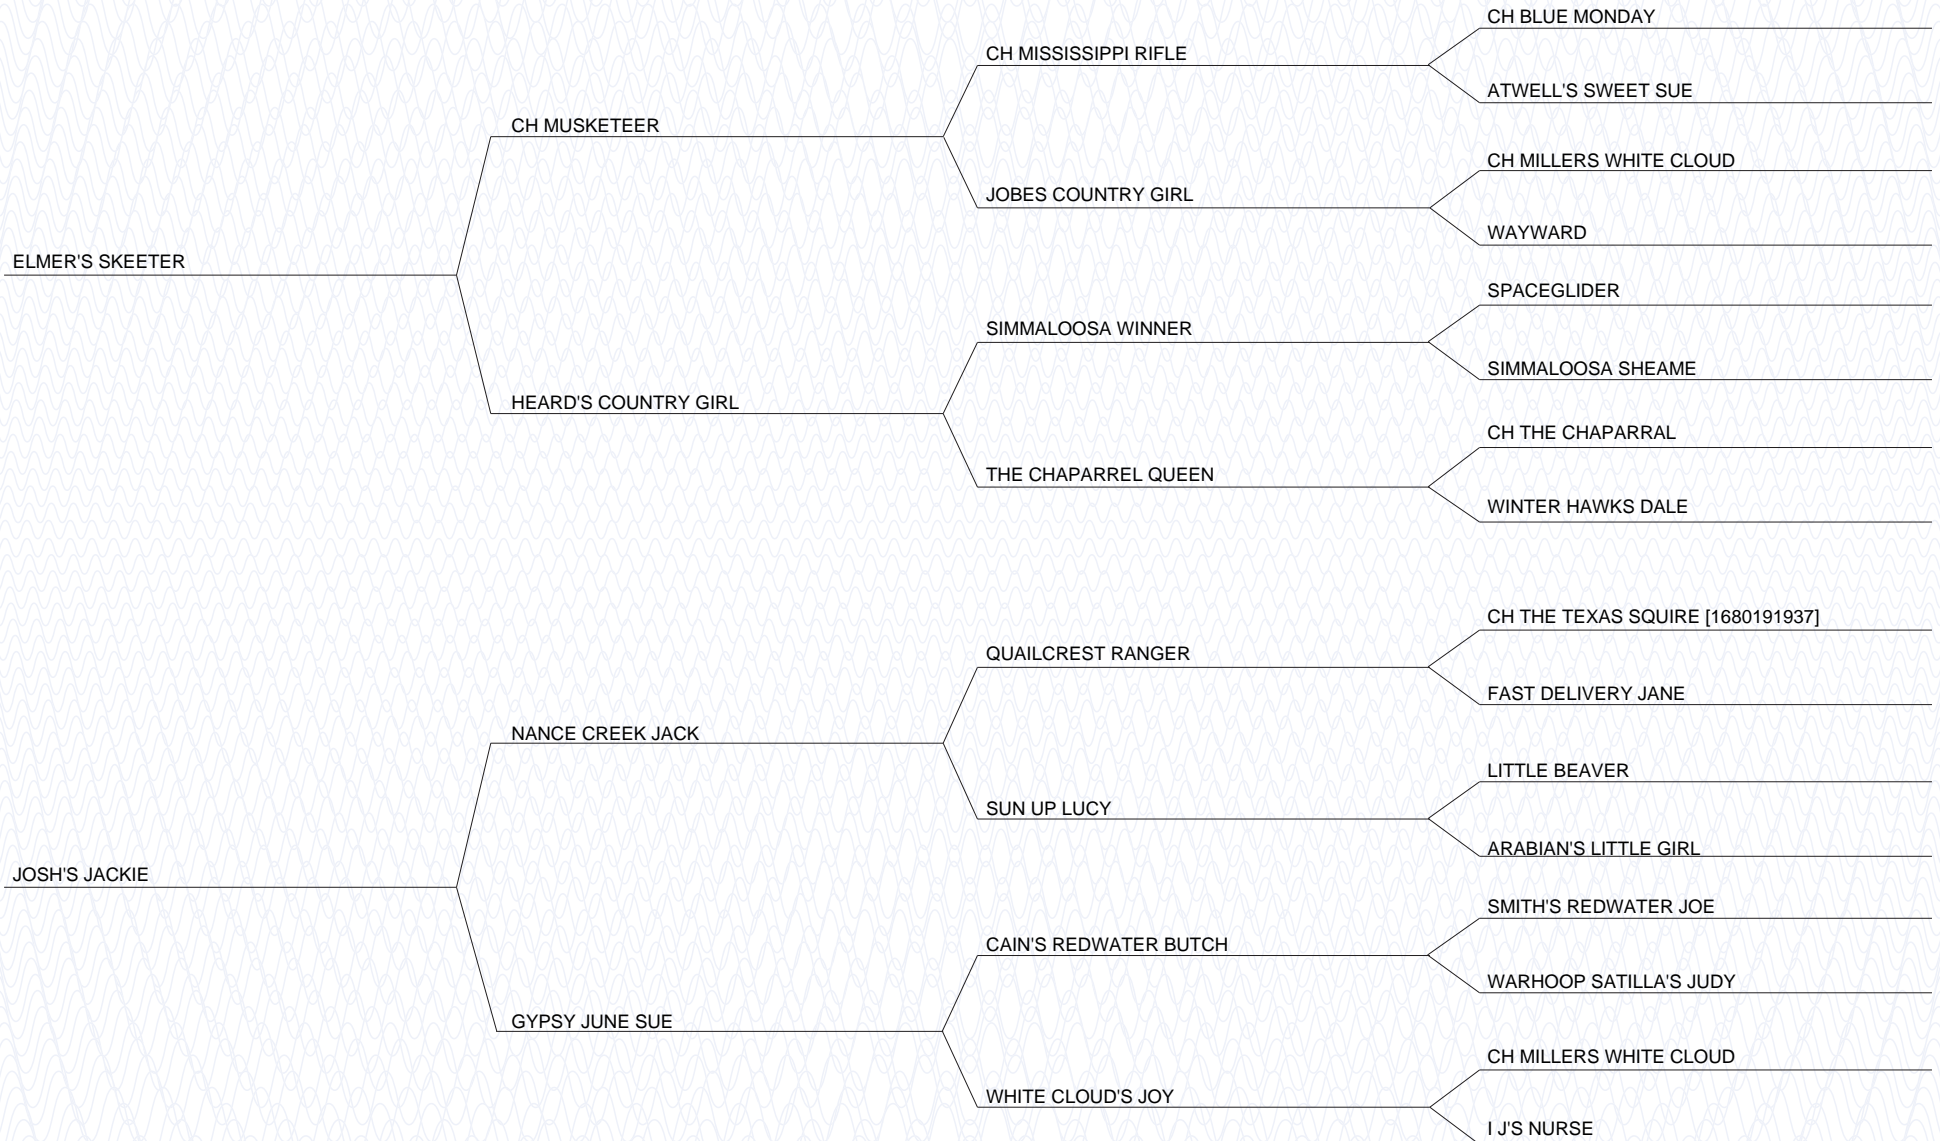 CH BLUE MONDAY
CH MISSISSIPPI RIFLE
ATWELL'S SWEET SUE
CH MUSKETEER
CH MILLERS WHITE CLOUD
JOBES COUNTRY GIRL
WAYWARD
ELMER'S SKEETER
SPACEGLIDER
SIMMALOOSA WINNER
SIMMALOOSA SHEAME
HEARD'S COUNTRY GIRL
CH THE CHAPARRAL
THE CHAPARREL QUEEN
WINTER HAWKS DALE
CH THE TEXAS SQUIRE [1680191937]
QUAILCREST RANGER
FAST DELIVERY JANE
NANCE CREEK JACK
LITTLE BEAVER
SUN UP LUCY
ARABIAN'S LITTLE GIRL
JOSH'S JACKIE
SMITH'S REDWATER JOE
CAIN'S REDWATER BUTCH
WARHOOP SATILLA'S JUDY
GYPSY JUNE SUE
CH MILLERS WHITE CLOUD
WHITE CLOUD'S JOY
I J'S NURSE